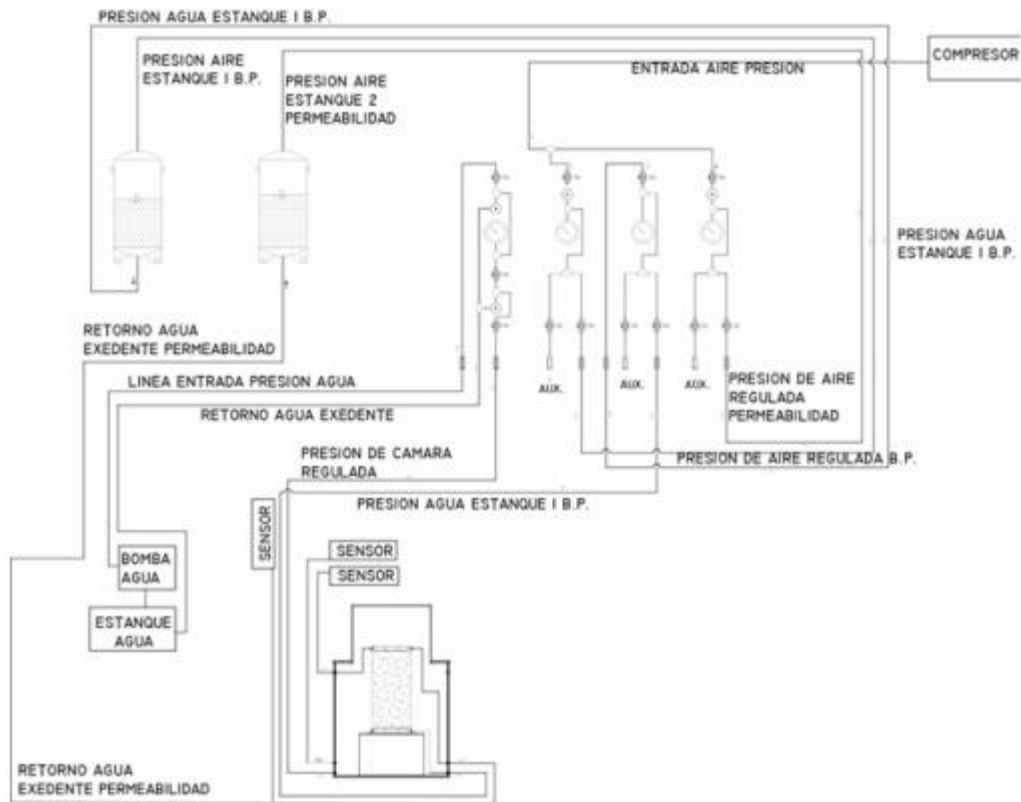 PRESION AGUA ESTANQUE I B.P.
PRESION AIRE
ESTANQUE I B.P.
PRESION AIRE
ESTANQUE 2
PERMEABILIDAD
ENTRADA AIRE PRESION
COMPRESOR
PRESION AGUA
ESTANQUE I B.P.
RETORNO AGUA
EXEDENTE PERMEABILIDAD
LINEA ENTRADA PRESION AGUA
RETORNO AGUA EXEDENTE
AUX.
AUX.
AUX.
PRESION DE AIRE
REGULADA
PERMEABILIDAD
PRESION DE CAMARA
REGULADA
PRESION DE AIRE REGULADA B.P.
PRESION AGUA ESTANQUE I B.P.
SENSOR
SENSOR
SENSOR
BOMBA
AGUA
ESTANQUE
AGUA
RETORNO AGUA
EXEDENTE PERMEABILIDAD